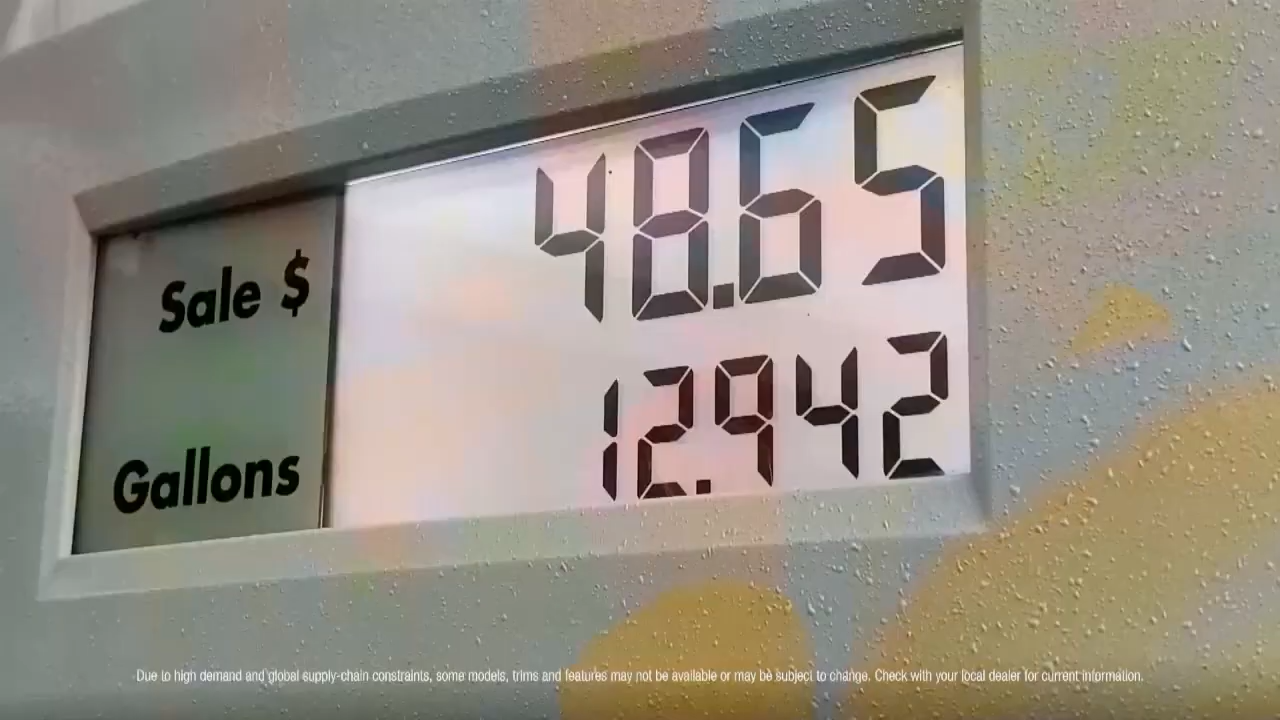 Sale $ 48.65
Gallons 12.942
Due to high demand and global supply-chain constraints, some models, trims and features may not be available or may be subject to change. Check with your local dealer for current information.